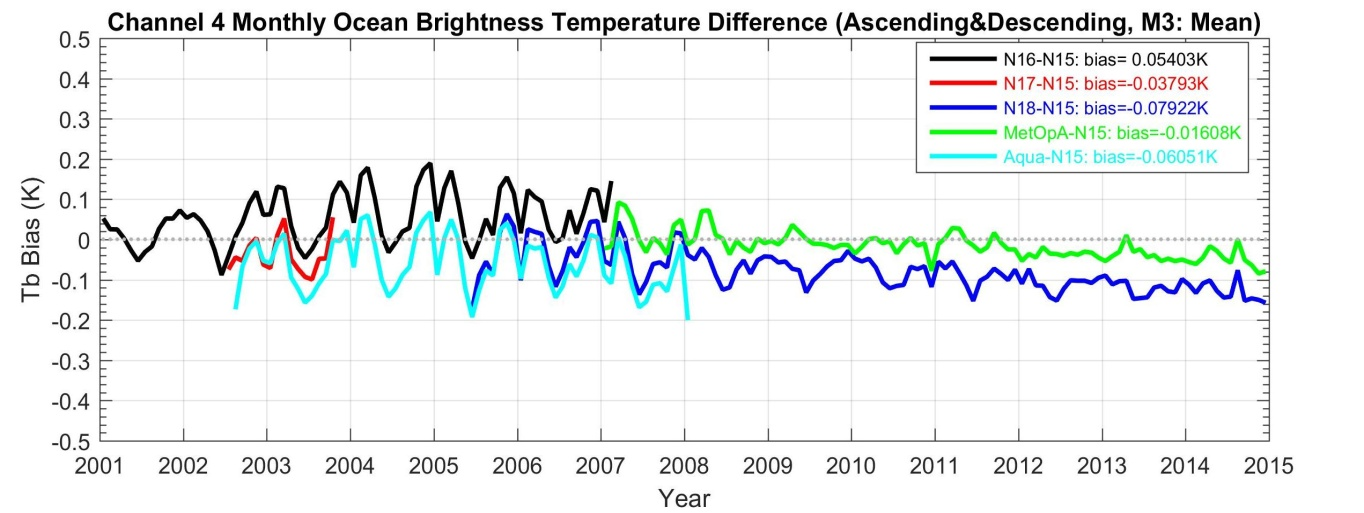 Channel 4 Monthly Ocean Brightness Temperature Difference (Ascending&Descending, M3: Mean)
N16-N15: bias= 0.05403K
N17-N15: bias=-0.03793K
N18-N15: bias=-0.07922K
MetOpA-N15: bias=-0.01608K
Aqua-N15: bias=-0.06051K
Tb Bias (K)
0.5
0.4
0.3
0.2
0.1
0
-0.1
-0.2
-0.3
-0.4
-0.5
2001 2002 2003 2004 2005 2006 2007 2008 2009 2010 2011 2012 2013 2014 2015
Year